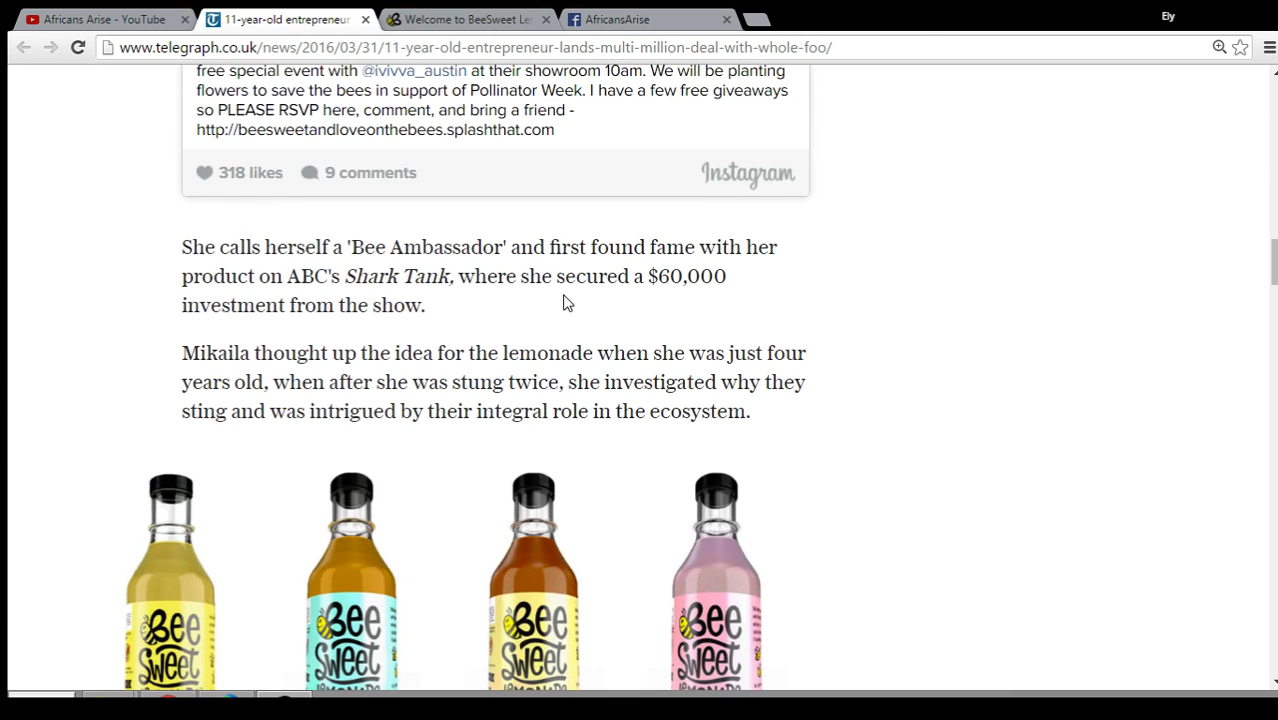 Africans Arise - YouTube
11-year-old entrepreneur
Welcome to BeeSweet Le
AfricansArise
Ely
www.telegraph.co.uk/news/2016/03/31/11-year-old-entrepreneur-lands-multi-million-deal-with-whole-foo/
free special event with @ivivva_austin at their showroom 10am. We will be planting
flowers to save the bees in support of Pollinator Week. I have a few free giveaways
so PLEASE RSVP here, comment, and bring a friend -
http://beesweetandloveonthebees.splashthat.com
318 likes 9 comments Instagram
She calls herself a 'Bee Ambassador' and first found fame with her
product on ABC's Shark Tank, where she secured a $60,000
investment from the show.
Mikaila thought up the idea for the lemonade when she was just four
years old, when after she was stung twice, she investigated why they
sting and was intrigued by their integral role in the ecosystem.
Bee Bee Bee Bee
Sweet Sweet Sweet Sweet
LEMONADE LEMONADE LEMONADE LEMONADE